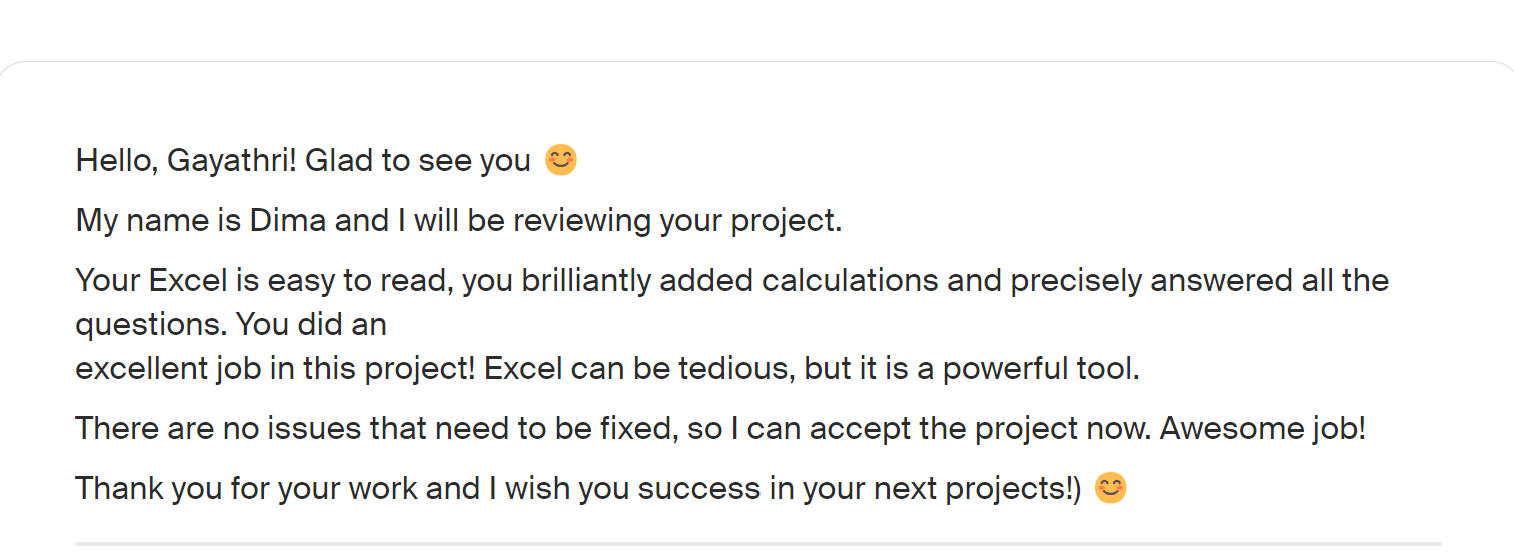 Hello, Gayathri! Glad to see you 😊
My name is Dima and I will be reviewing your project.
Your Excel is easy to read, you brilliantly added calculations and precisely answered all the
questions. You did an
excellent job in this project! Excel can be tedious, but it is a powerful tool.
There are no issues that need to be fixed, so I can accept the project now. Awesome job!
Thank you for your work and I wish you success in your next projects!) 😊